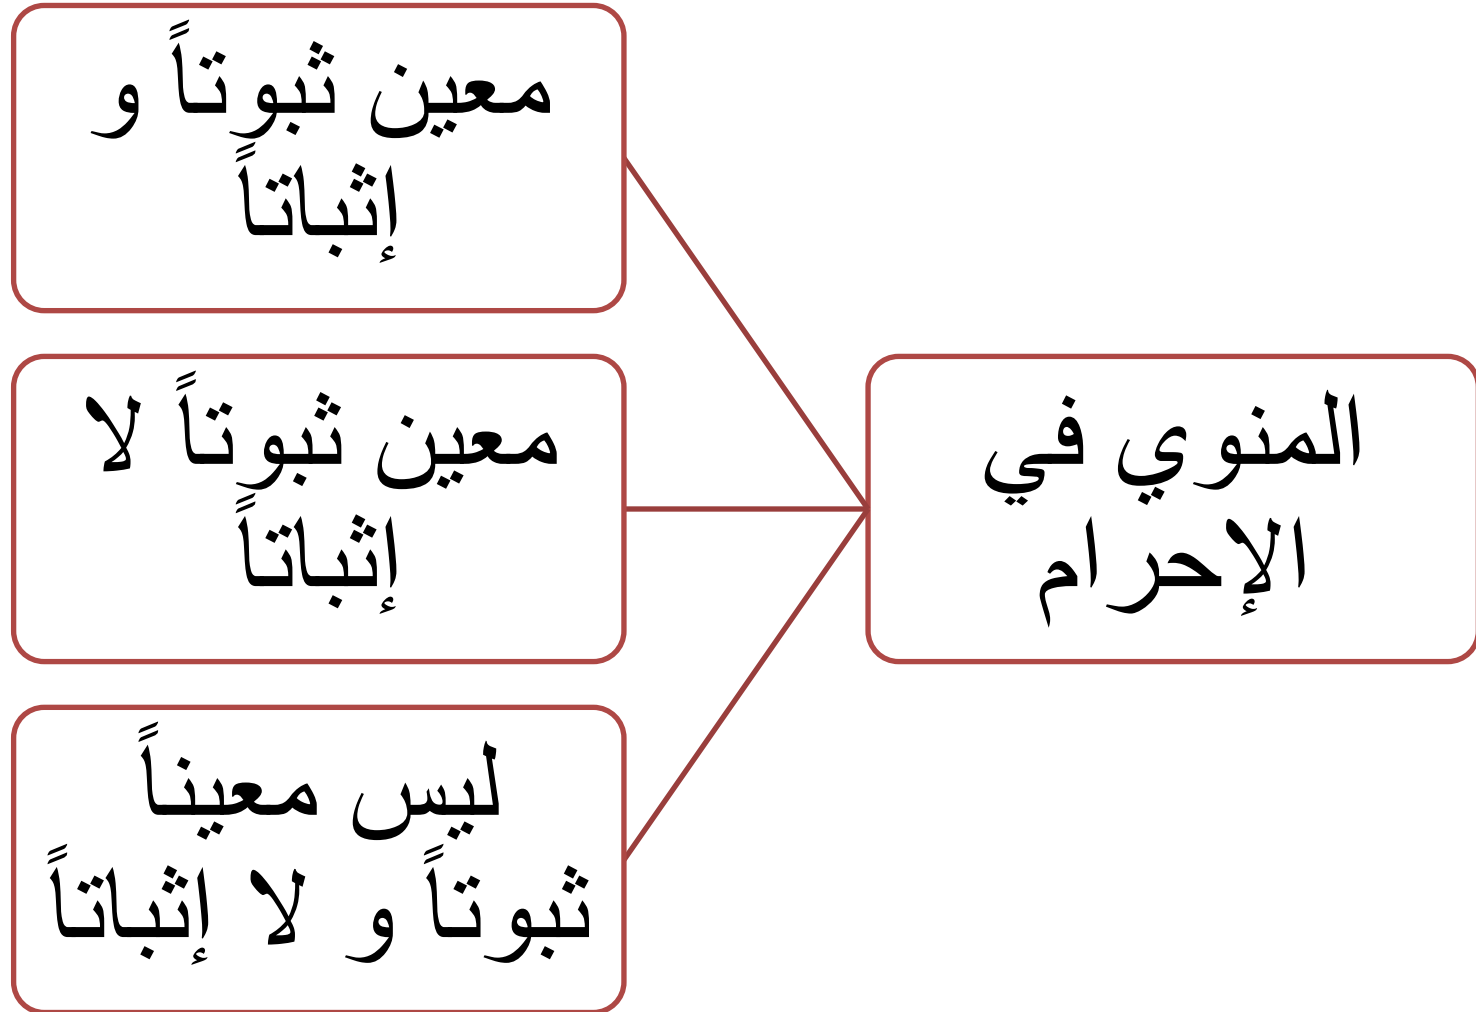 المنوي في
الإحرام
معين ثبوتاً و
إثباتاً
معين ثبوتاً لا
إثباتاً
ليس معيناً
ثبوتاً و لا إثباتاً